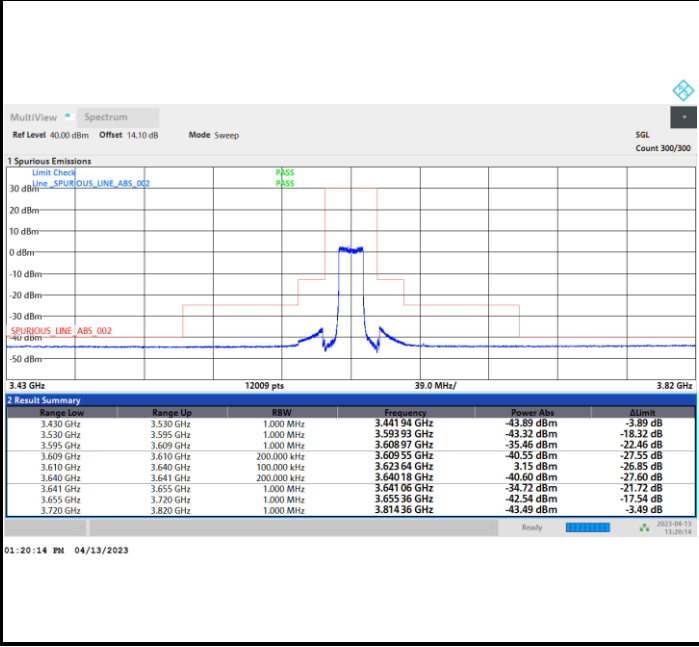 MultiView Spectrum
Ref Level 40.00 dBm Offset 14.10 dB Mode Sweep SGL
Count 300/300
1 Spurious Emissions
Limit Check PASS
Line _SPURIOUS_LINE_ABS_002 PASS
30 dBm
20 dBm
10 dBm
0 dBm
-10 dBm
-20 dBm
-30 dBm
_SPURIOUS_LINE_ABS_002
-40 dBm
-50 dBm
3.43 GHz 12009 pts 39.0 MHz/ 3.82 GHz
2 Result Summary
Range Low Range Up RBW Frequency Power Abs ΔLimit
3.430 GHz 3.530 GHz 1.000 MHz 3.441 94 GHz -43.89 dBm -3.89 dB
3.530 GHz 3.595 GHz 1.000 MHz 3.593 93 GHz -43.32 dBm -18.32 dB
3.595 GHz 3.609 GHz 1.000 MHz 3.608 97 GHz -35.46 dBm -22.46 dB
3.609 GHz 3.610 GHz 200.000 kHz 3.609 55 GHz -40.55 dBm -27.55 dB
3.610 GHz 3.640 GHz 100.000 kHz 3.623 64 GHz 3.15 dBm -26.85 dB
3.640 GHz 3.641 GHz 200.000 kHz 3.640 18 GHz -40.60 dBm -27.60 dB
3.641 GHz 3.655 GHz 1.000 MHz 3.641 06 GHz -34.72 dBm -21.72 dB
3.655 GHz 3.720 GHz 1.000 MHz 3.655 36 GHz -42.54 dBm -17.54 dB
3.720 GHz 3.820 GHz 1.000 MHz 3.814 36 GHz -43.49 dBm -3.49 dB
Ready 2023-04-13
13:20:14
01:20:14 PM 04/13/2023